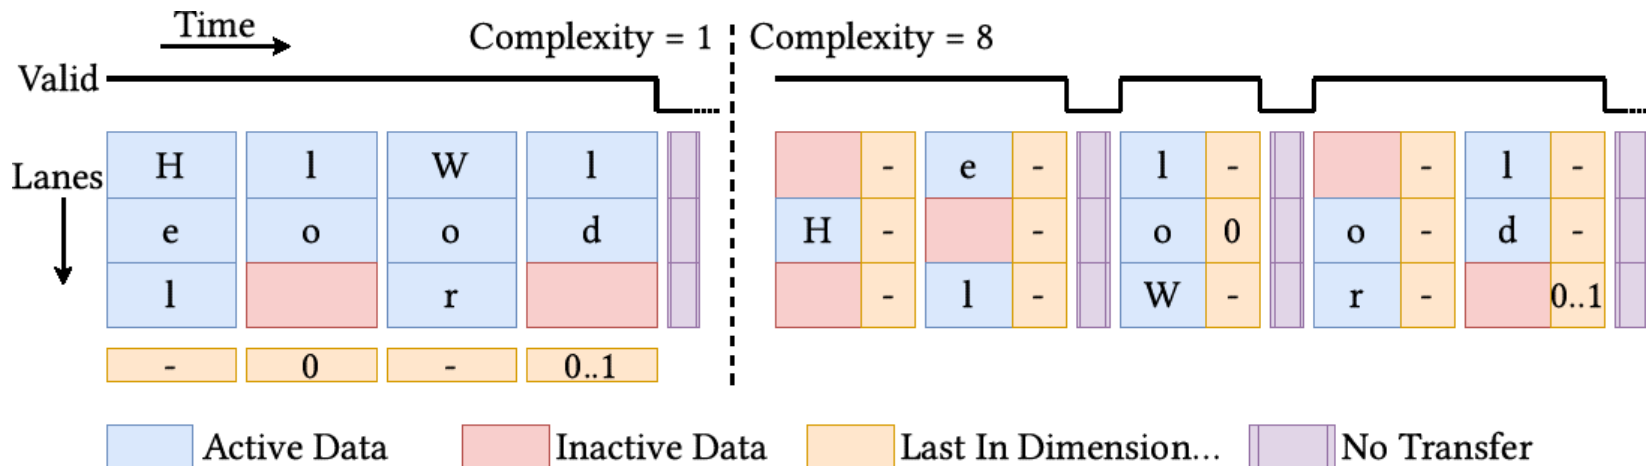 Time
Complexity = 1
Complexity = 8
Valid
Lanes
H l W l
e o o d
l r
- 0 - 0..1
- e - l - - l -
H - - o 0 o - d -
- l - W - r - 0..1
Active Data
Inactive Data
Last In Dimension...
No Transfer